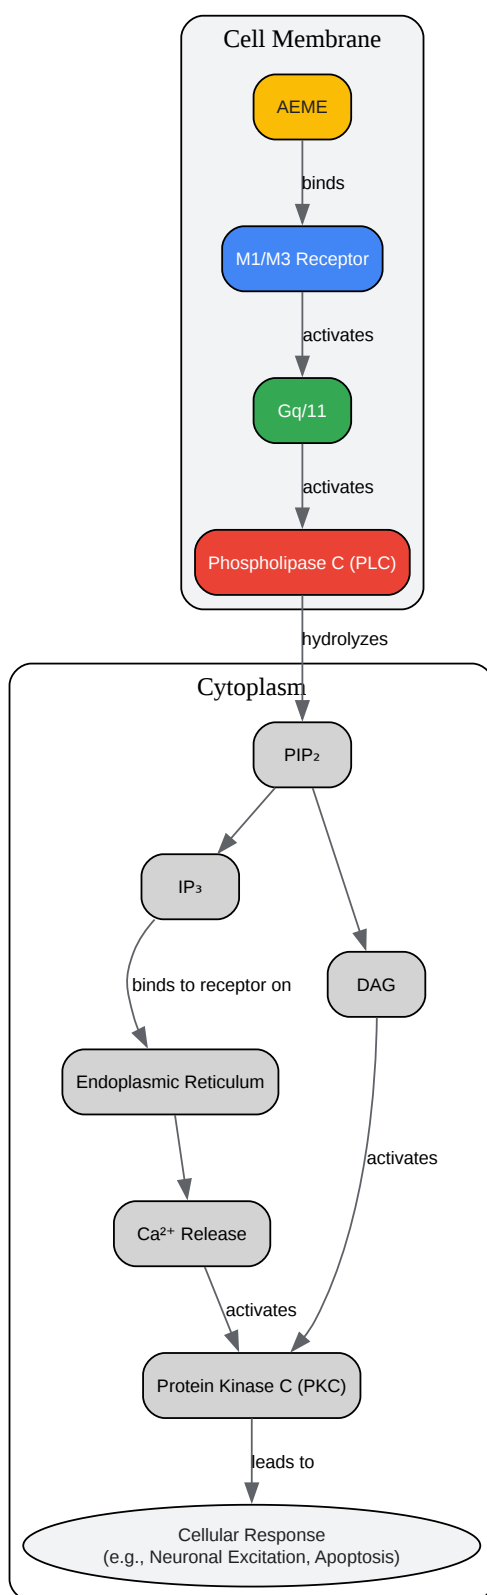 Cell Membrane
AEME
binds
M1/M3 Receptor
activates
Gq/11
activates
Phospholipase C (PLC)
hydrolyzes
Cytoplasm
PIP₂
IP₃
DAG
binds to receptor on
Endoplasmic Reticulum
activates
Ca²⁺ Release
activates
Protein Kinase C (PKC)
leads to
Cellular Response
(e.g., Neuronal Excitation, Apoptosis)